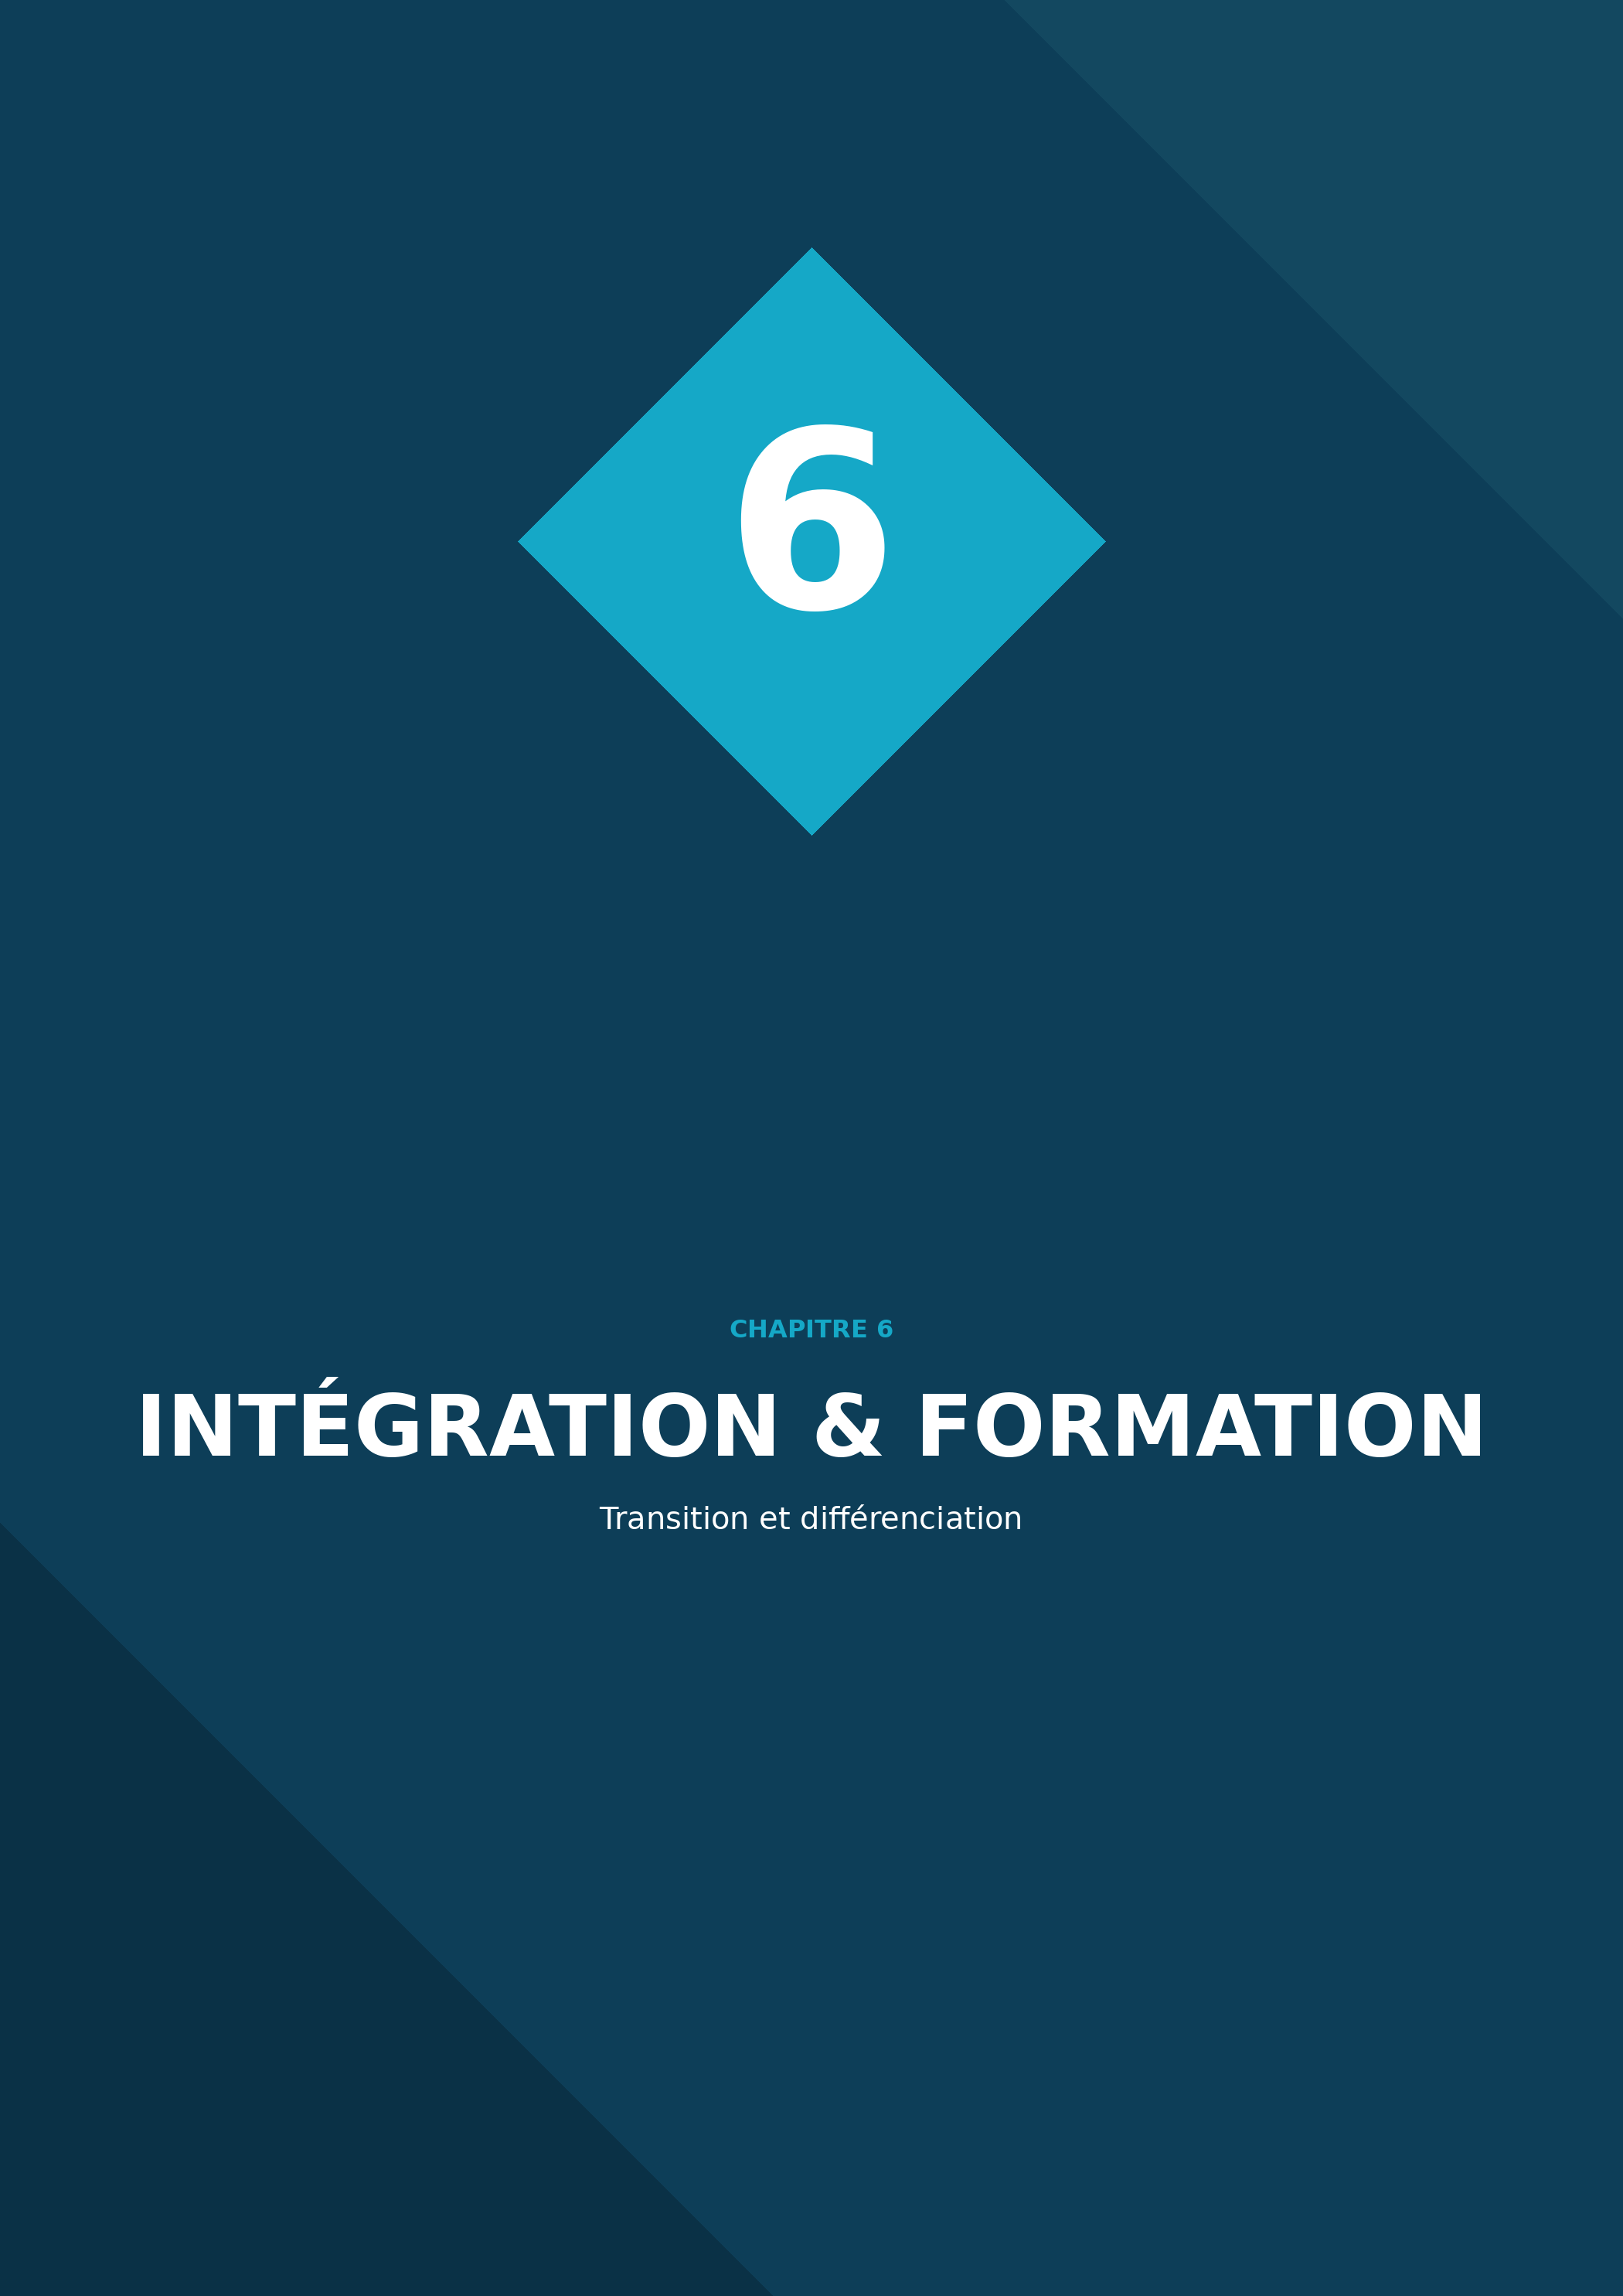 6
CHAPITRE 6
INTÉGRATION & FORMATION
Transition et différenciation